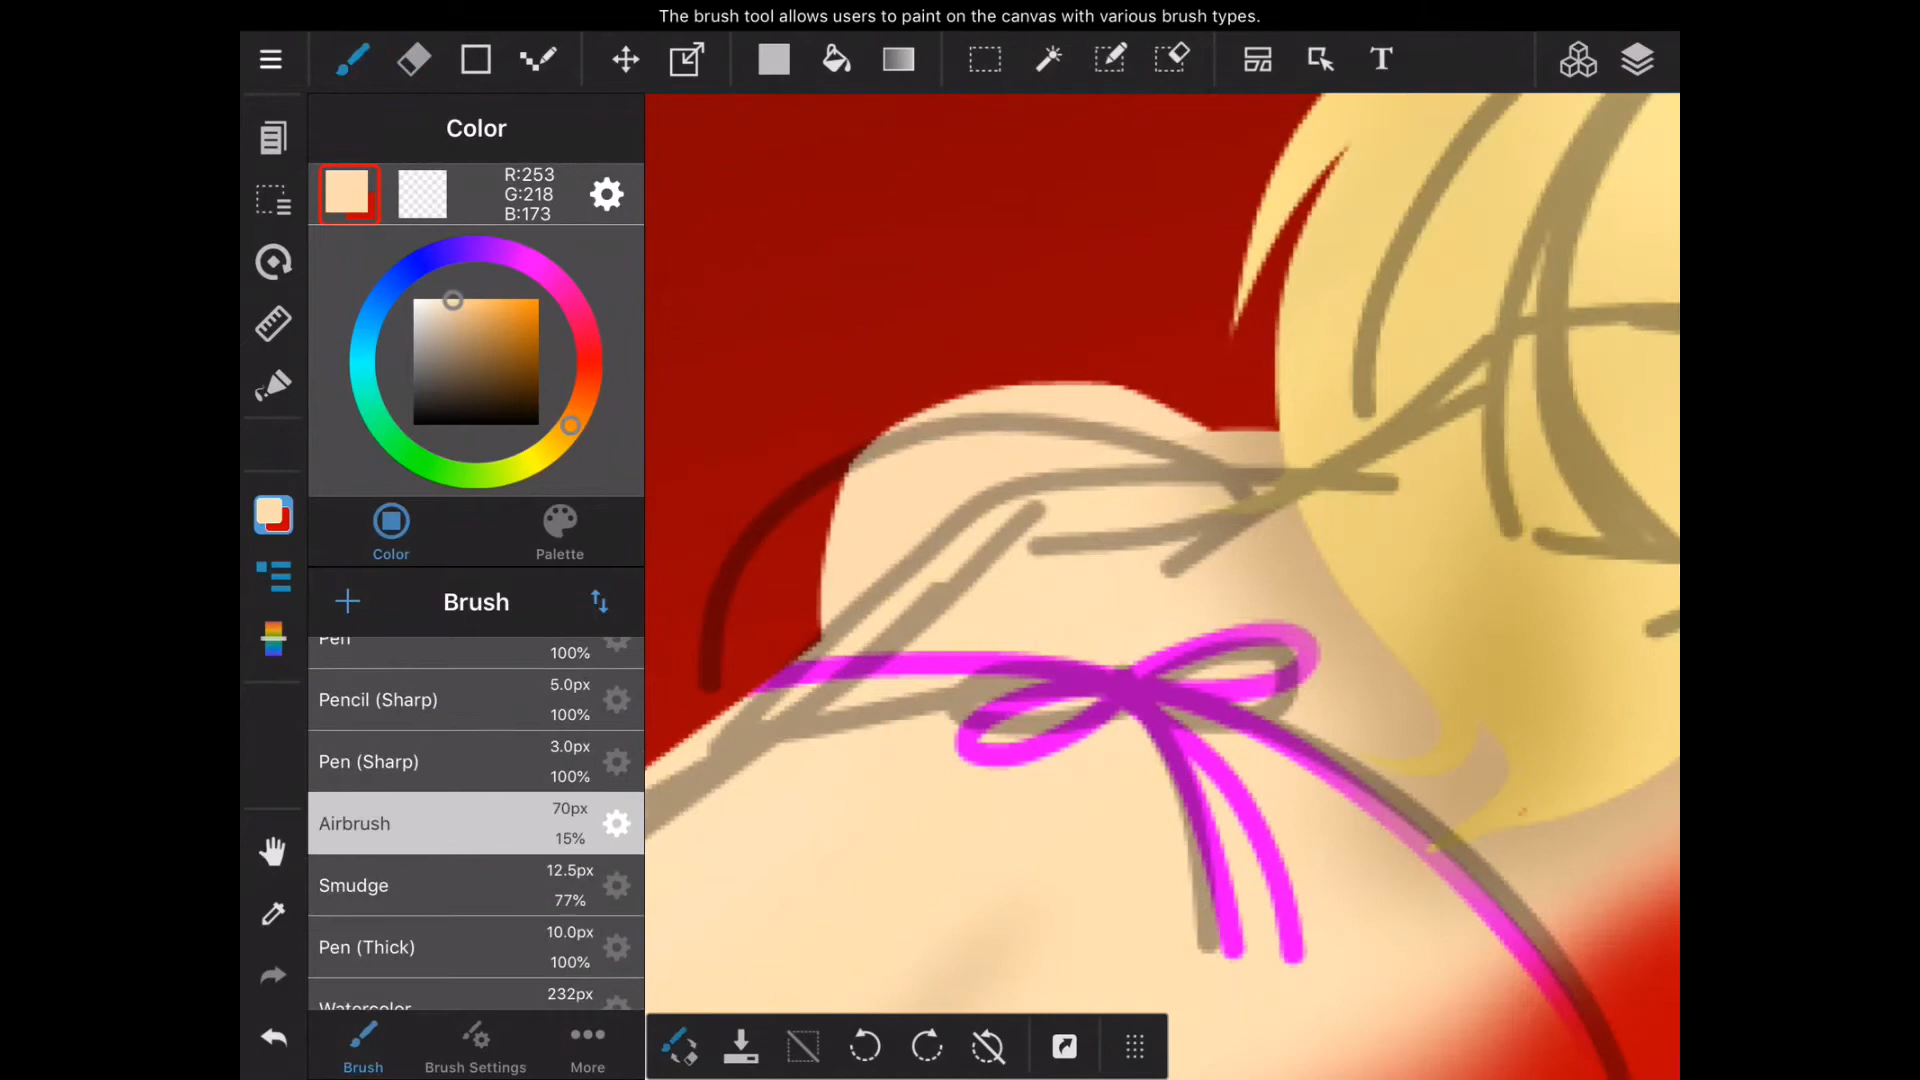 The brush tool allows users to paint on the canvas with various brush types.
T
Color
R:253
G:218
B:173
Color
Palette
Brush
Pen
100%
Pencil (Sharp)
5.0px
100%
Pen (Sharp)
3.0px
100%
Airbrush
70px
15%
Smudge
12.5px
77%
Pen (Thick)
10.0px
100%
Watercolor
232px
Brush
Brush Settings
More